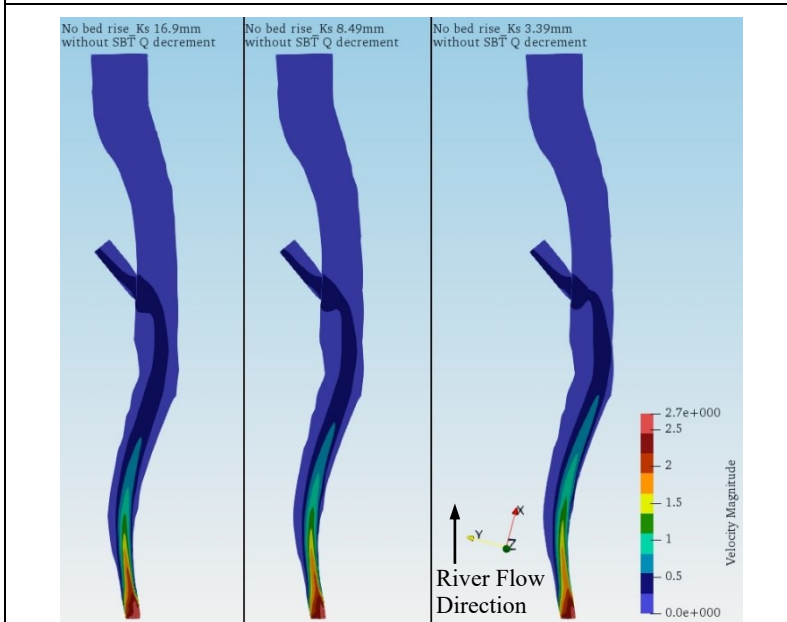 No bed rise_Ks 16.9mm
without SBT Q decrement
No bed rise_Ks 8.49mm
without SBT Q decrement
No bed rise_Ks 3.39mm
without SBT Q decrement
2.7e+000
2.5
2
1.5
1
0.5
0.0e+000
Velocity Magnitude
X
Y
Z
River Flow
Direction